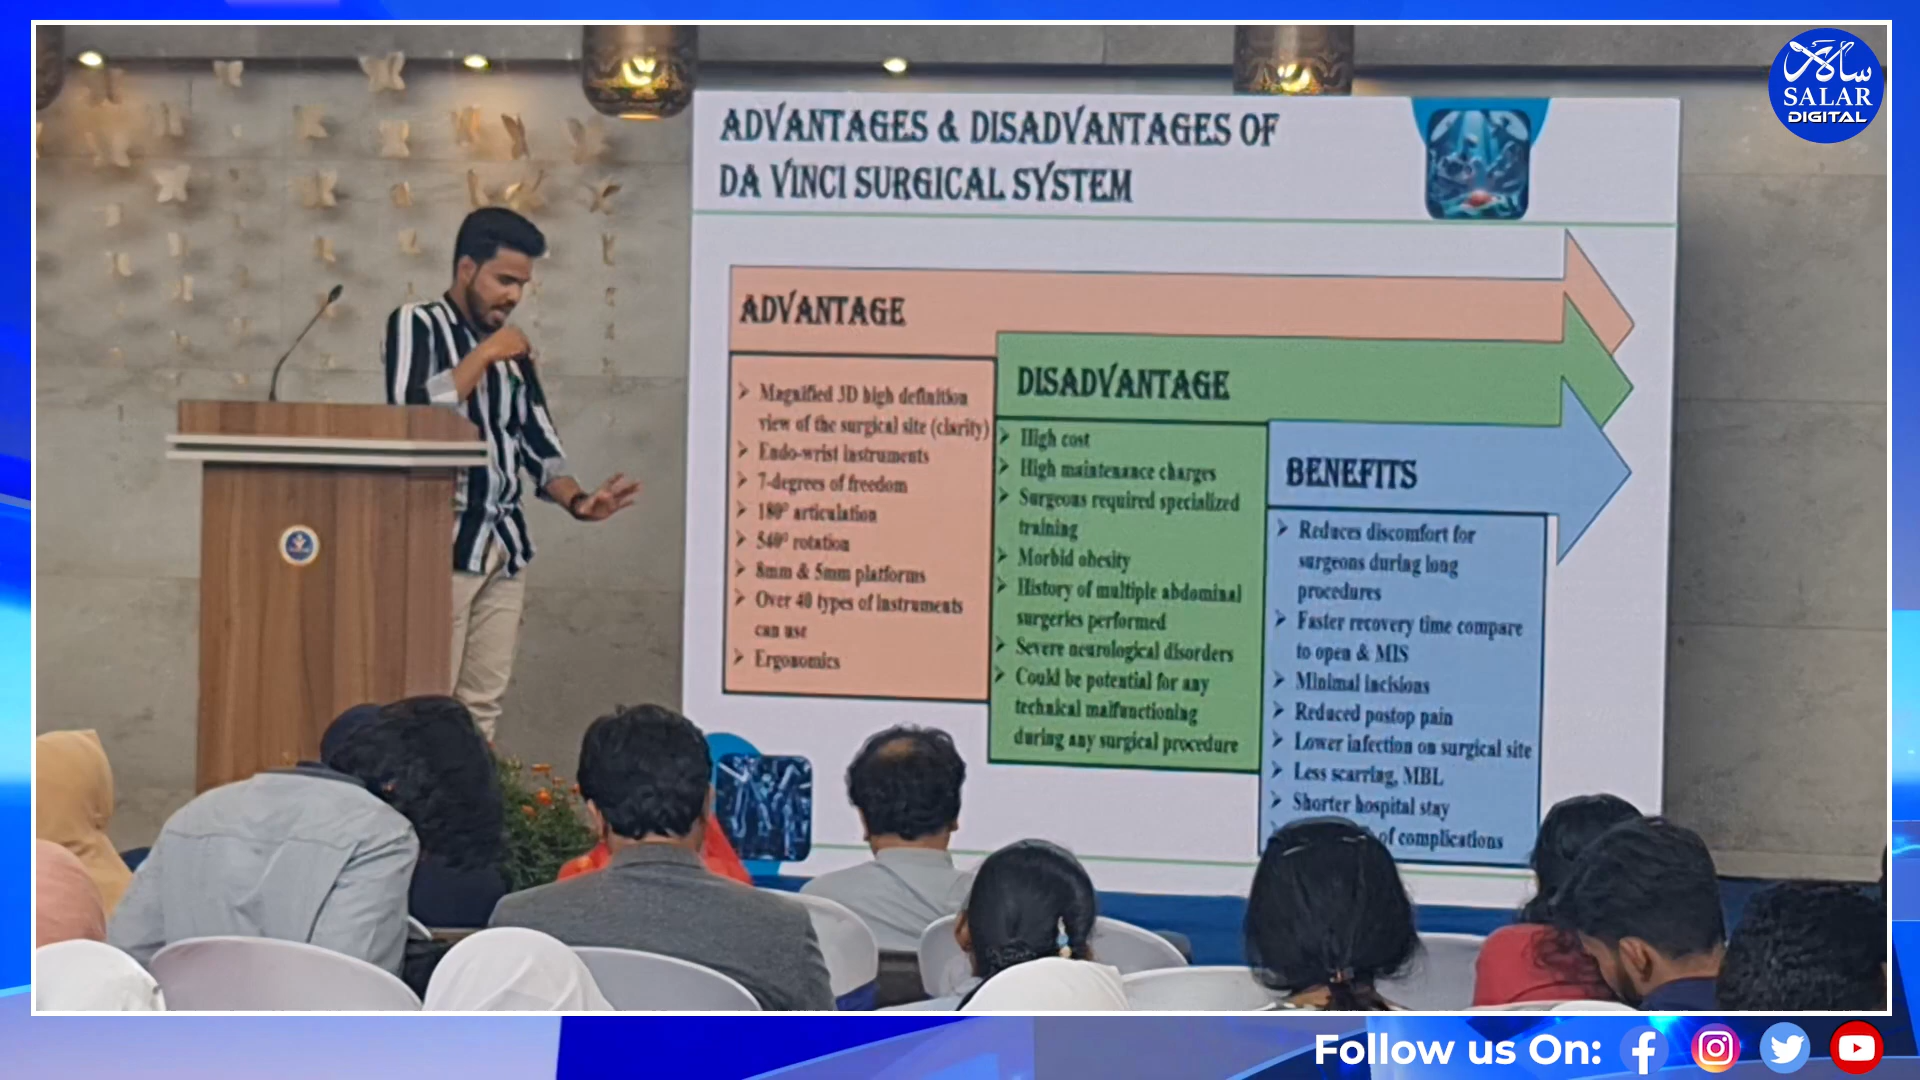 سالار
SALAR
DIGITAL
ADVANTAGES & DISADVANTAGES OF
DA VINCI SURGICAL SYSTEM
ADVANTAGE
➢ Magnified 3D high definition
view of the surgical site (clarity)
➢ Endo-wrist instruments
➢ 7-degrees of freedom
➢ 180° articulation
➢ 540° rotation
➢ 8mm & 5mm platforms
➢ Over 40 types of instruments
can use
➢ Ergonomics
DISADVANTAGE
➢ High cost
➢ High maintenance charges
➢ Surgeons required specialized
training
➢ Morbid obesity
➢ History of multiple abdominal
surgeries performed
➢ Severe neurological disorders
➢ Could be potential for any
technical malfunctioning
during any surgical procedure
BENEFITS
➢ Reduces discomfort for
surgeons during long
procedures
➢ Faster recovery time compare
to open & MIS
➢ Minimal incisions
➢ Reduced postop pain
➢ Lower infection on surgical site
➢ Less scarring, MBL
➢ Shorter hospital stay
of complications
Follow us On: